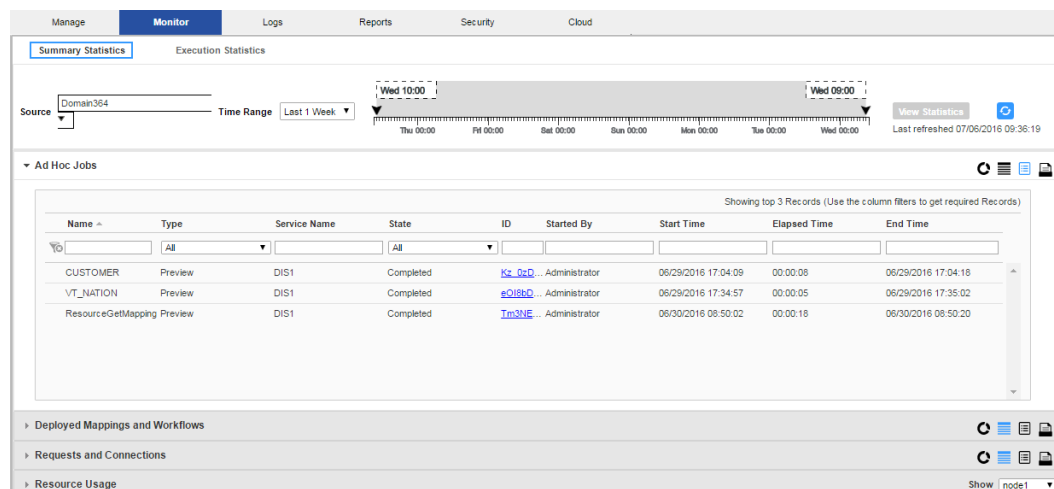 Manage Monitor Logs Reports Security Cloud
Summary Statistics Execution Statistics
Wed 10:00 Wed 09:00
Source Domain364 Time Range Last 1 Week View Statistics
Thu 00:00 Fri 00:00 Sat 00:00 Sun 00:00 Mon 00:00 Tue 00:00 Wed 00:00 Last refreshed 07/06/2016 09:36:19
Ad Hoc Jobs
Showing top 3 Records (Use the column filters to get required Records)
Name Type Service Name State ID Started By Start Time Elapsed Time End Time
All All
CUSTOMER Preview DIS1 Completed Kz_0zD... Administrator 06/29/2016 17:04:09 00:00:08 06/29/2016 17:04:18
VT_NATION Preview DIS1 Completed eOI8bD... Administrator 06/29/2016 17:34:57 00:00:05 06/29/2016 17:35:02
ResourceGetMapping Preview DIS1 Completed Tm3NE... Administrator 06/30/2016 08:50:02 00:00:18 06/30/2016 08:50:20
Deployed Mappings and Workflows
Requests and Connections
Resource Usage Show node1